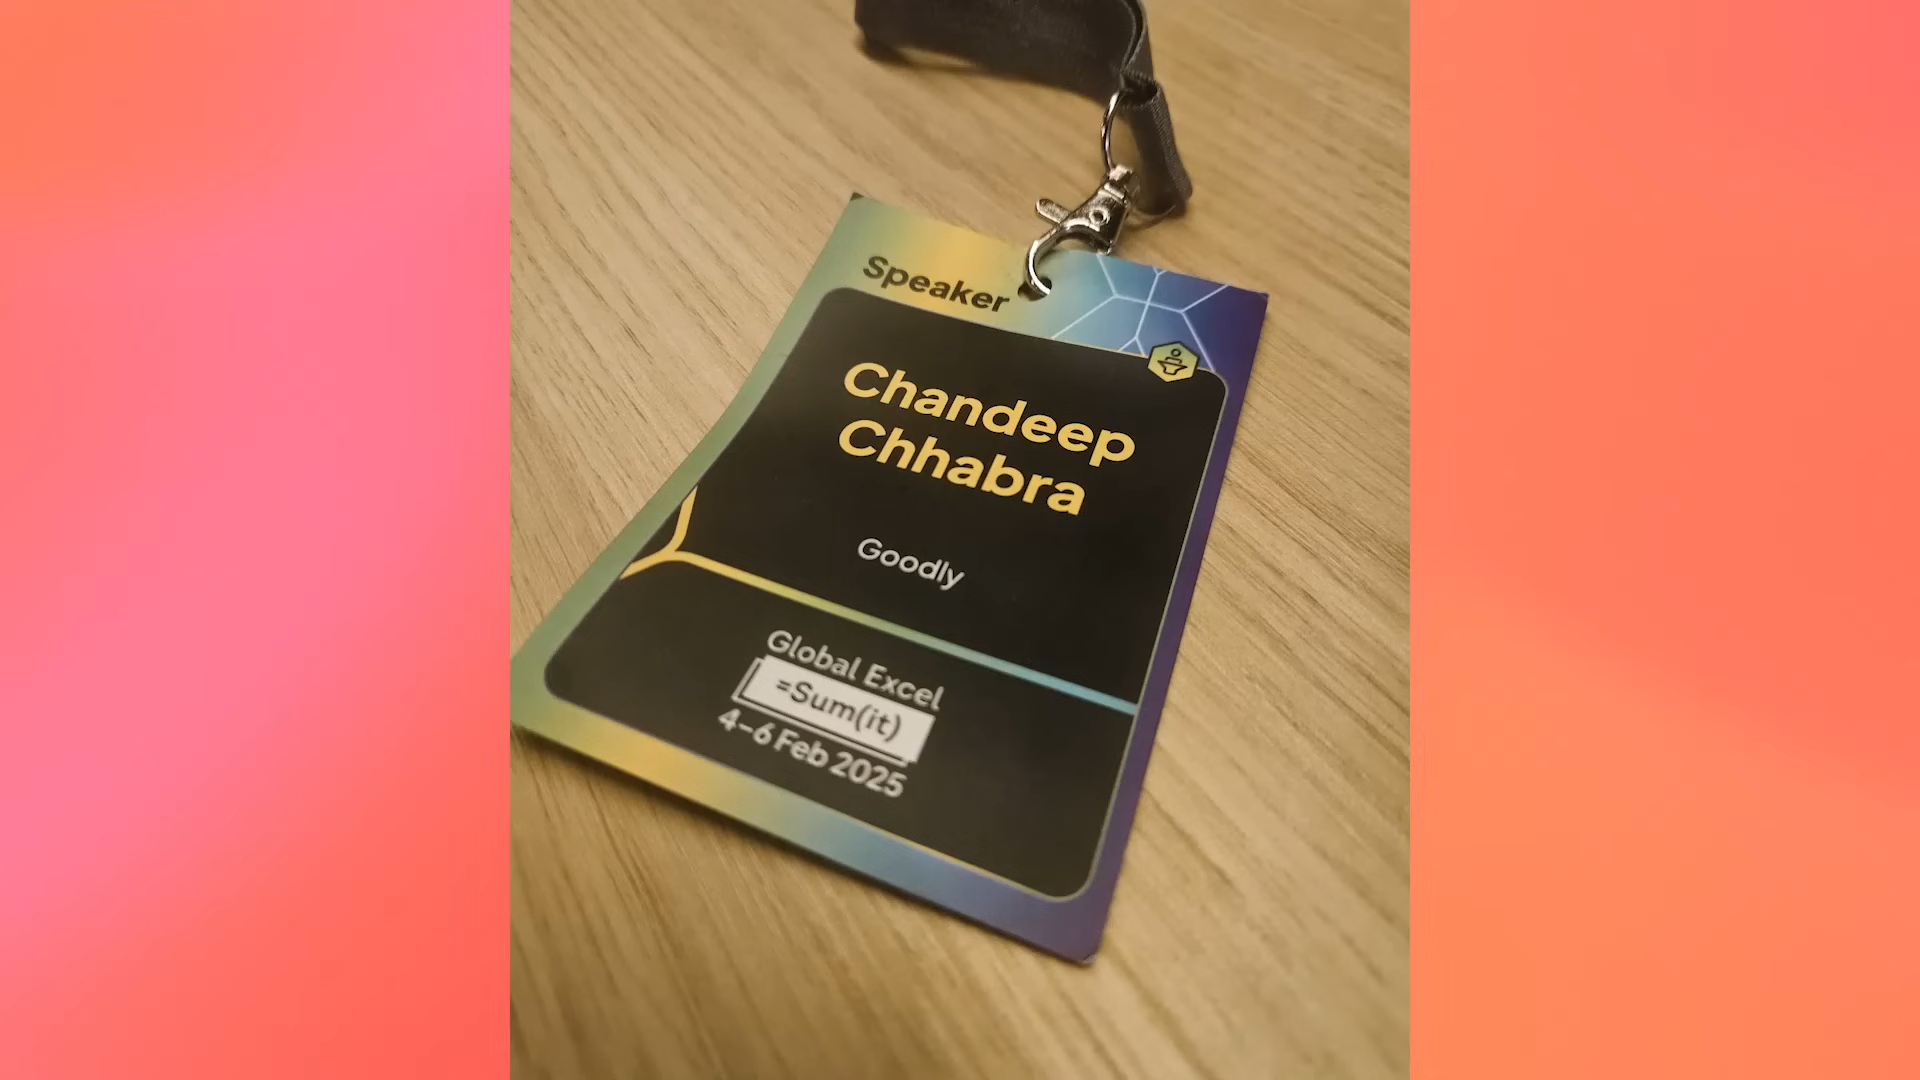 Speaker
Chandeep
Chhabra
Goodly
Global Excel
=Sum(it)
4–6 Feb 2025